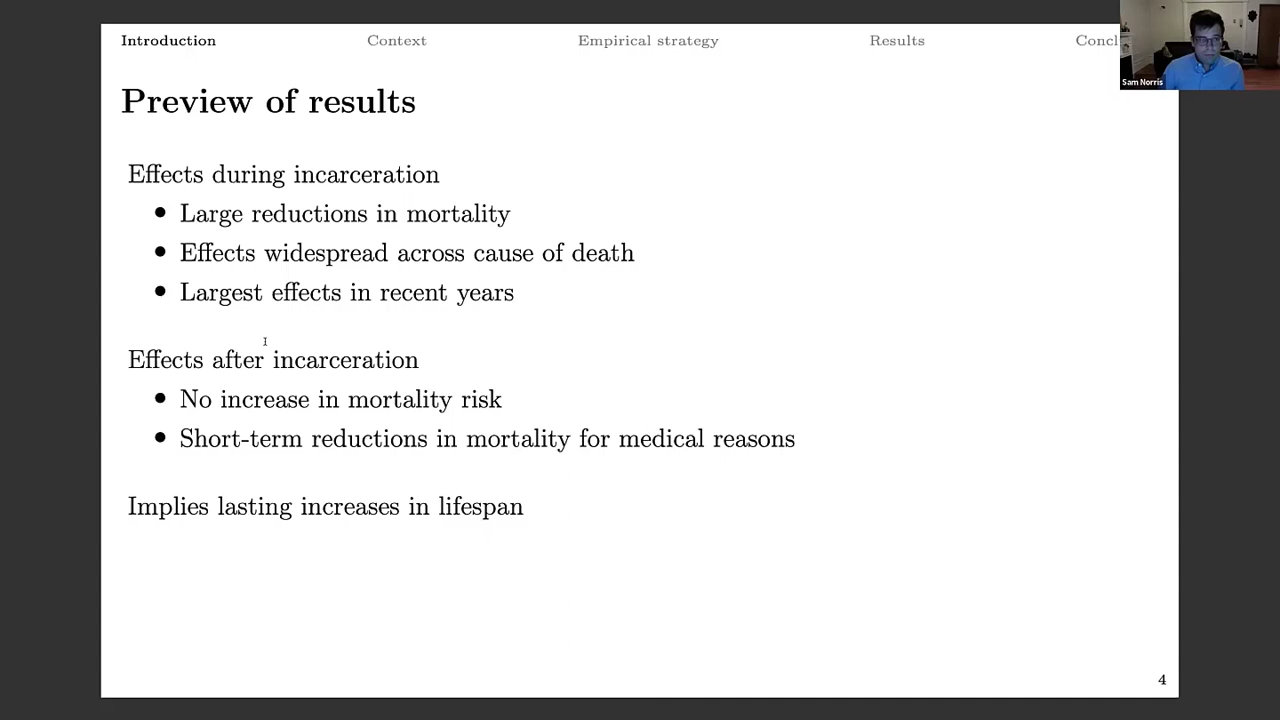 Introduction Context Empirical strategy Results Concl
Sam Norris
Preview of results
Effects during incarceration
• Large reductions in mortality
• Effects widespread across cause of death
• Largest effects in recent years
Effects after incarceration
• No increase in mortality risk
• Short-term reductions in mortality for medical reasons
Implies lasting increases in lifespan
4